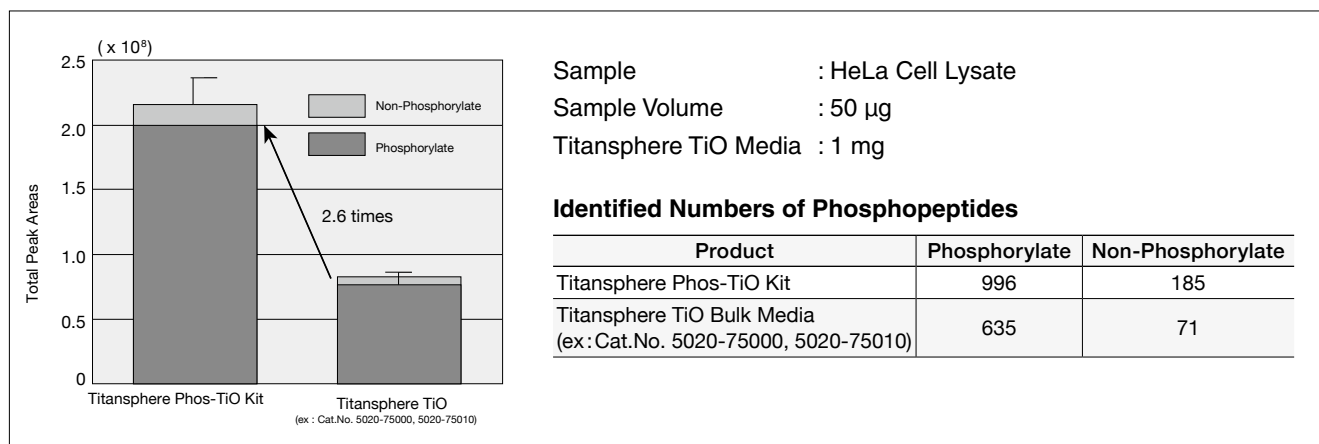 ( x 10⁸)
2.5
2.0
1.5
1.0
0.5
0
Total Peak Areas
Non-Phosphorylate
Phosphorylate
2.6 times
Titansphere Phos-TiO Kit
Titansphere TiO
(ex : Cat.No. 5020-75000, 5020-75010)
Sample : HeLa Cell Lysate
Sample Volume : 50 μg
Titansphere TiO Media : 1 mg
Identified Numbers of Phosphopeptides
Product Phosphorylate Non-Phosphorylate
Titansphere Phos-TiO Kit 996 185
Titansphere TiO Bulk Media
(ex : Cat.No. 5020-75000, 5020-75010) 635 71